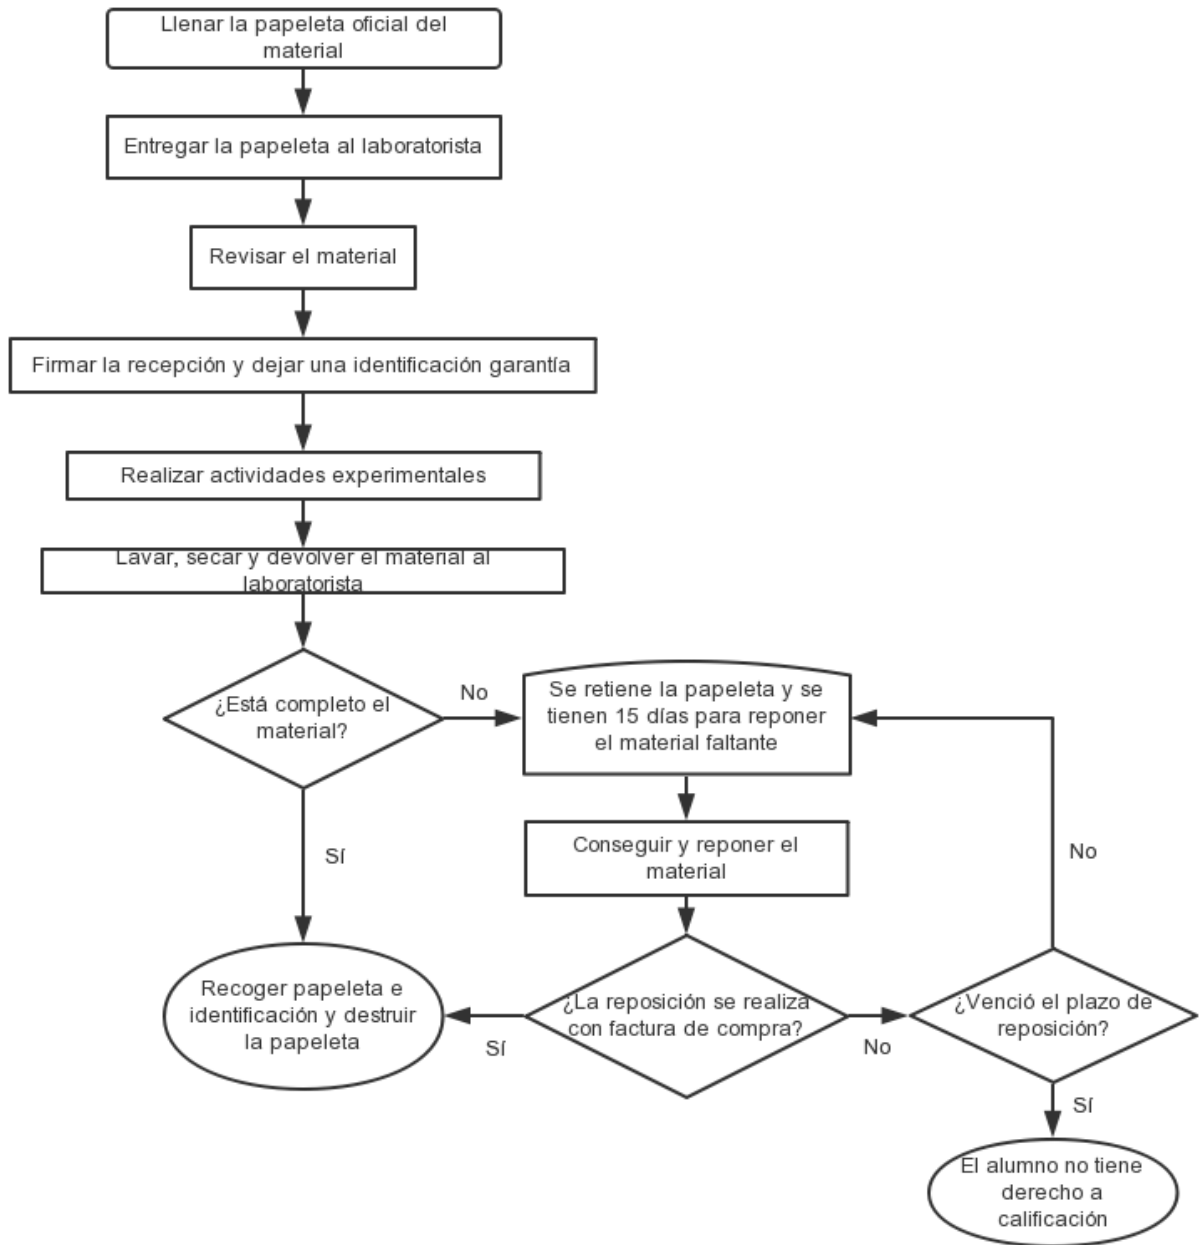 Llenar la papeleta oficial del
material
Entregar la papeleta al laboratorista
Revisar el material
Firmar la recepción y dejar una identificación garantía
Realizar actividades experimentales
Lavar, secar y devolver el material al
laboratorista
¿Está completo el
material?
No
Se retiene la papeleta y se
tienen 15 días para reponer
el material faltante
Conseguir y reponer el
material
Sí
No
Recoger papeleta e
identificación y destruir
la papeleta
Sí
¿La reposición se realiza
con factura de compra?
No
¿Venció el plazo de
reposición?
Sí
El alumno no tiene
derecho a
calificación